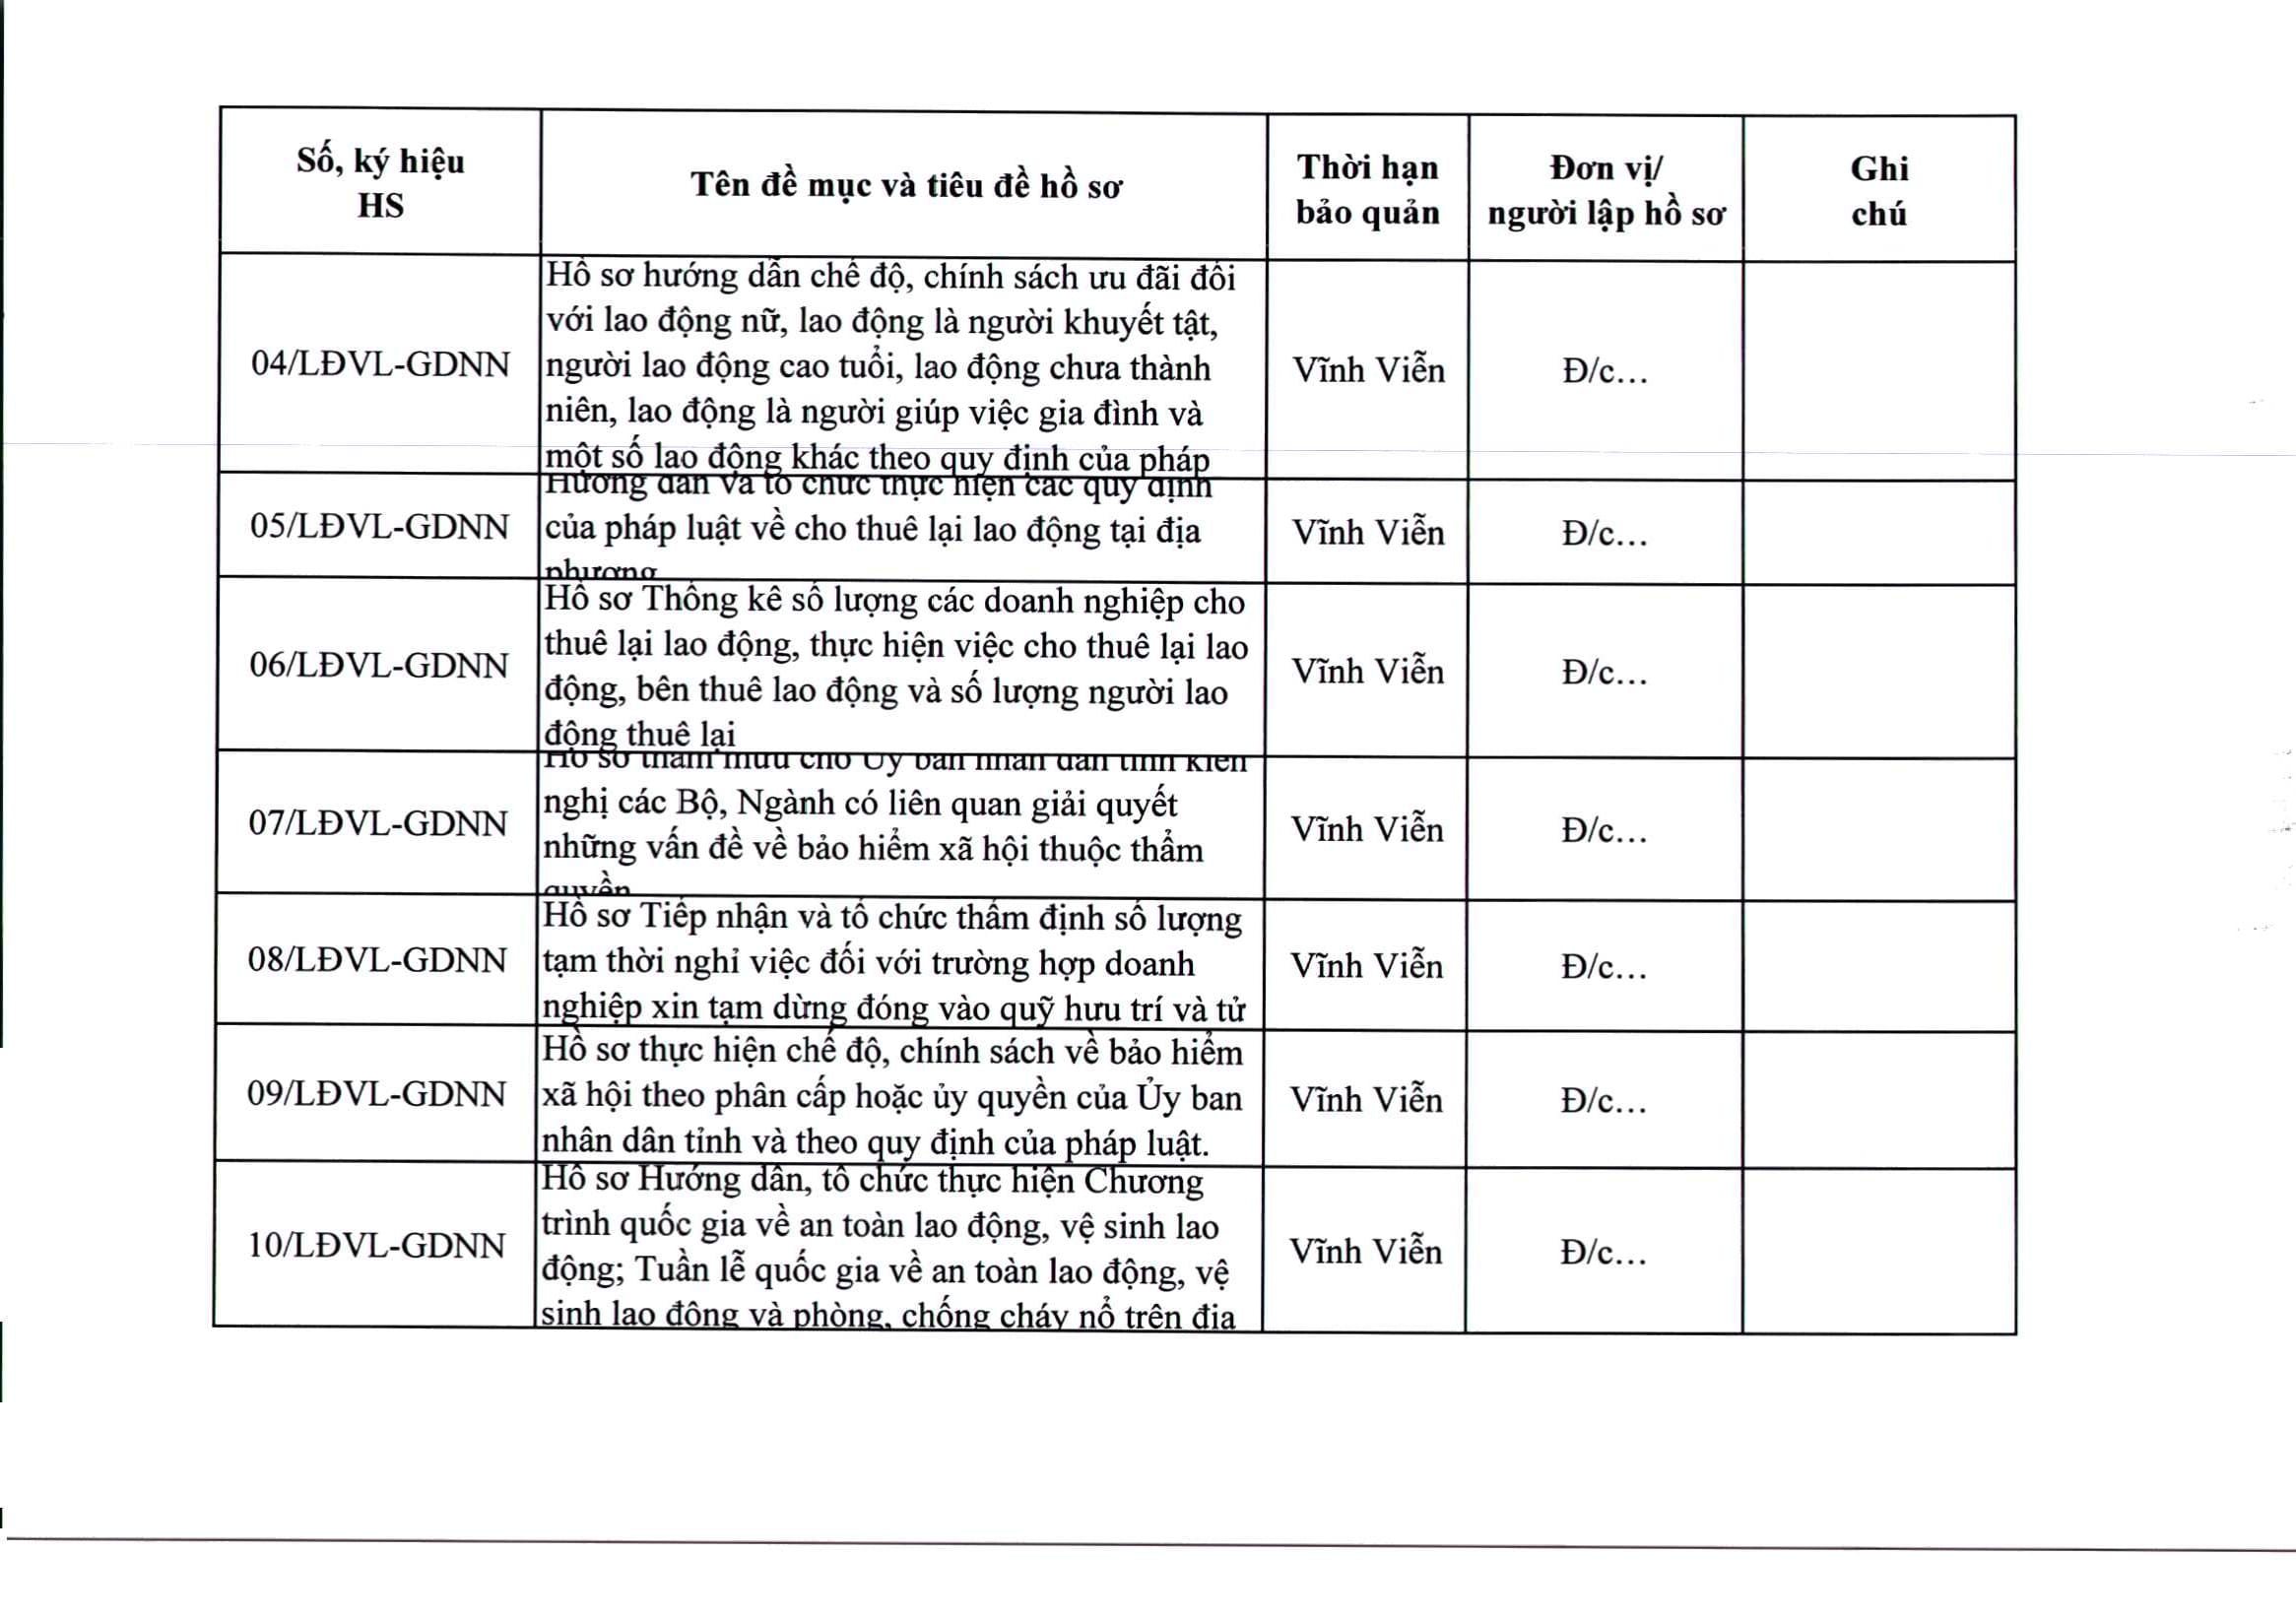 Số, ký hiệu
HS
Tên đề mục và tiêu đề hồ sơ
Thời hạn
bảo quản
Đơn vị/
người lập hồ sơ
Ghi
chú
04/LĐVL-GDNN
Hồ sơ hướng dẫn chế độ, chính sách ưu đãi đối
với lao động nữ, lao động là người khuyết tật,
người lao động cao tuổi, lao động chưa thành
niên, lao động là người giúp việc gia đình và
một số lao động khác theo quy định của pháp
Vĩnh Viễn
Đ/c...
05/LĐVL-GDNN
Hướng dẫn và tổ chức thực hiện các quy định
của pháp luật về cho thuê lại lao động tại địa
phương
Vĩnh Viễn
Đ/c...
06/LĐVL-GDNN
Hồ sơ Thống kê số lượng các doanh nghiệp cho
thuê lại lao động, thực hiện việc cho thuê lại lao
động, bên thuê lao động và số lượng người lao
động thuê lại
Vĩnh Viễn
Đ/c...
07/LĐVL-GDNN
Hồ sơ tham mưu cho Ủy ban nhân dân tỉnh kiến
nghị các Bộ, Ngành có liên quan giải quyết
những vấn đề về bảo hiểm xã hội thuộc thẩm
quyền
Vĩnh Viễn
Đ/c...
08/LĐVL-GDNN
Hồ sơ Tiếp nhận và tổ chức thẩm định số lượng
tạm thời nghỉ việc đối với trường hợp doanh
nghiệp xin tạm dừng đóng vào quỹ hưu trí và tử
Vĩnh Viễn
Đ/c...
09/LĐVL-GDNN
Hồ sơ thực hiện chế độ, chính sách về bảo hiểm
xã hội theo phân cấp hoặc ủy quyền của Ủy ban
nhân dân tỉnh và theo quy định của pháp luật.
Vĩnh Viễn
Đ/c...
10/LĐVL-GDNN
Hồ sơ Hướng dẫn, tổ chức thực hiện Chương
trình quốc gia về an toàn lao động, vệ sinh lao
động; Tuần lễ quốc gia về an toàn lao động, vệ
sinh lao động và phòng, chống cháy nổ trên địa
Vĩnh Viễn
Đ/c...